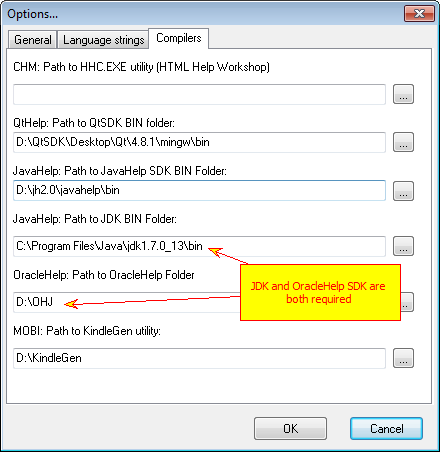 Options...
General
Language strings
Compilers
CHM: Path to HHC.EXE utility (HTML Help Workshop)
...
QtHelp: Path to QtSDK BIN folder:
D:\QtSDK\Desktop\Qt\4.8.1\mingw\bin
...
JavaHelp: Path to JavaHelp SDK BIN Folder:
D:\jh2.0\javahelp\bin
...
JavaHelp: Path to JDK BIN Folder:
C:\Program Files\Java\jdk1.7.0_13\bin
...
OracleHelp: Path to OracleHelp Folder
D:\OHJ
...
JDK and OracleHelp SDK are
both required
MOBI: Path to KindleGen utility:
D:\KindleGen
...
OK
Cancel